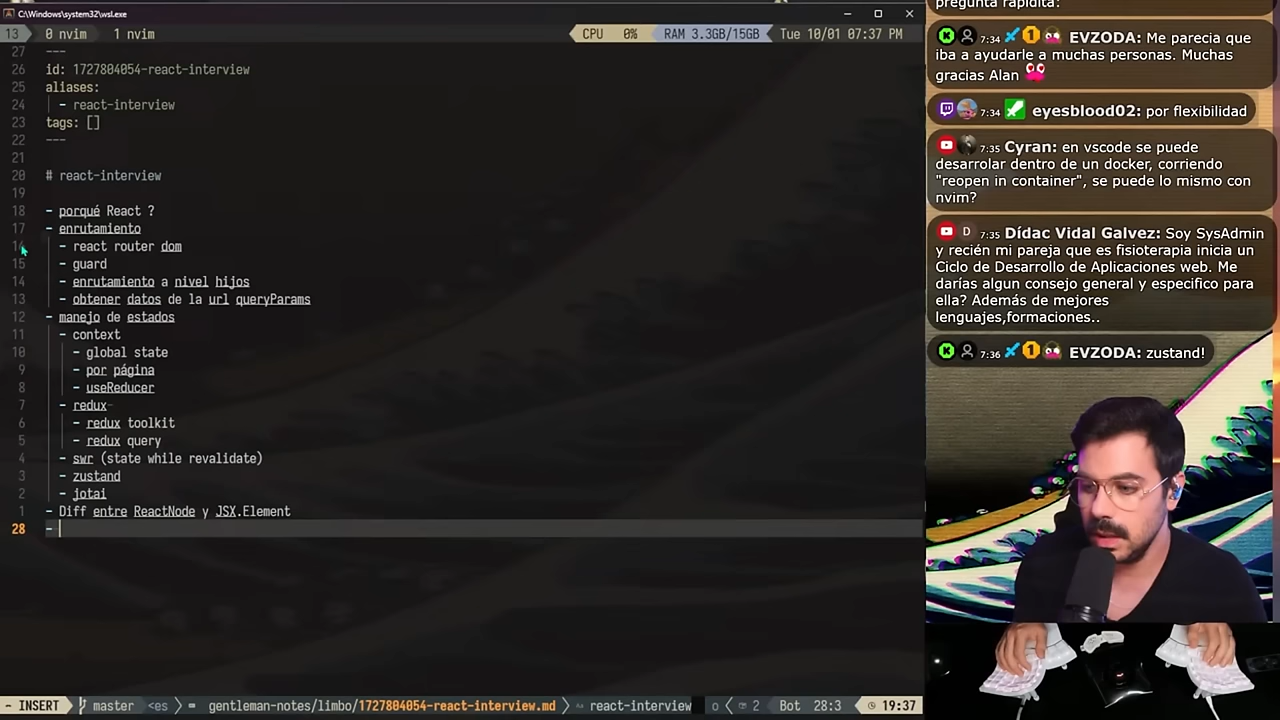 C:\Windows\system32\wsl.exe
13 0 nvim 1 nvim CPU 0% RAM 3.3GB/15GB Tue 10/01 07:37 PM
27 ---
26 id: 1727804054-react-interview
25 aliases:
24 - react-interview
23 tags: []
22 ---
21
20 # react-interview
19
18 - porqué React ?
17 - enrutamiento
- react router dom
15 - guard
14 - enrutamiento a nivel hijos
13 - obtener datos de la url queryParams
12 - manejo de estados
11 - context
10 - global state
9 - por página
8 - useReducer
7 - redux
6 - redux toolkit
5 - redux query
4 - swr (state while revalidate)
3 - zustand
2 - jotai
1 - Diff entre ReactNode y JSX.Element
28 -
- INSERT master <es gentleman-notes/limbo/1727804054-react-interview.md react-interview 2 Bot 28:3 19:37
pregunta rapidita:
7:34 1 EVZODA: Me parecia que
iba a ayudarle a muchas personas. Muchas
gracias Alan
7:34 eyesblood02: por flexibilidad
7:35 Cyran: en vscode se puede
desarrolar dentro de un docker, corriendo
"reopen in container", se puede lo mismo con
nvim?
D 7:35 Dídac Vidal Galvez: Soy SysAdmin
y recién mi pareja que es fisioterapia inicia un
Ciclo de Desarrollo de Aplicaciones web. Me
darías algun consejo general y especifico para
ella? Además de mejores
lenguajes,formaciones..
7:36 1 EVZODA: zustand!